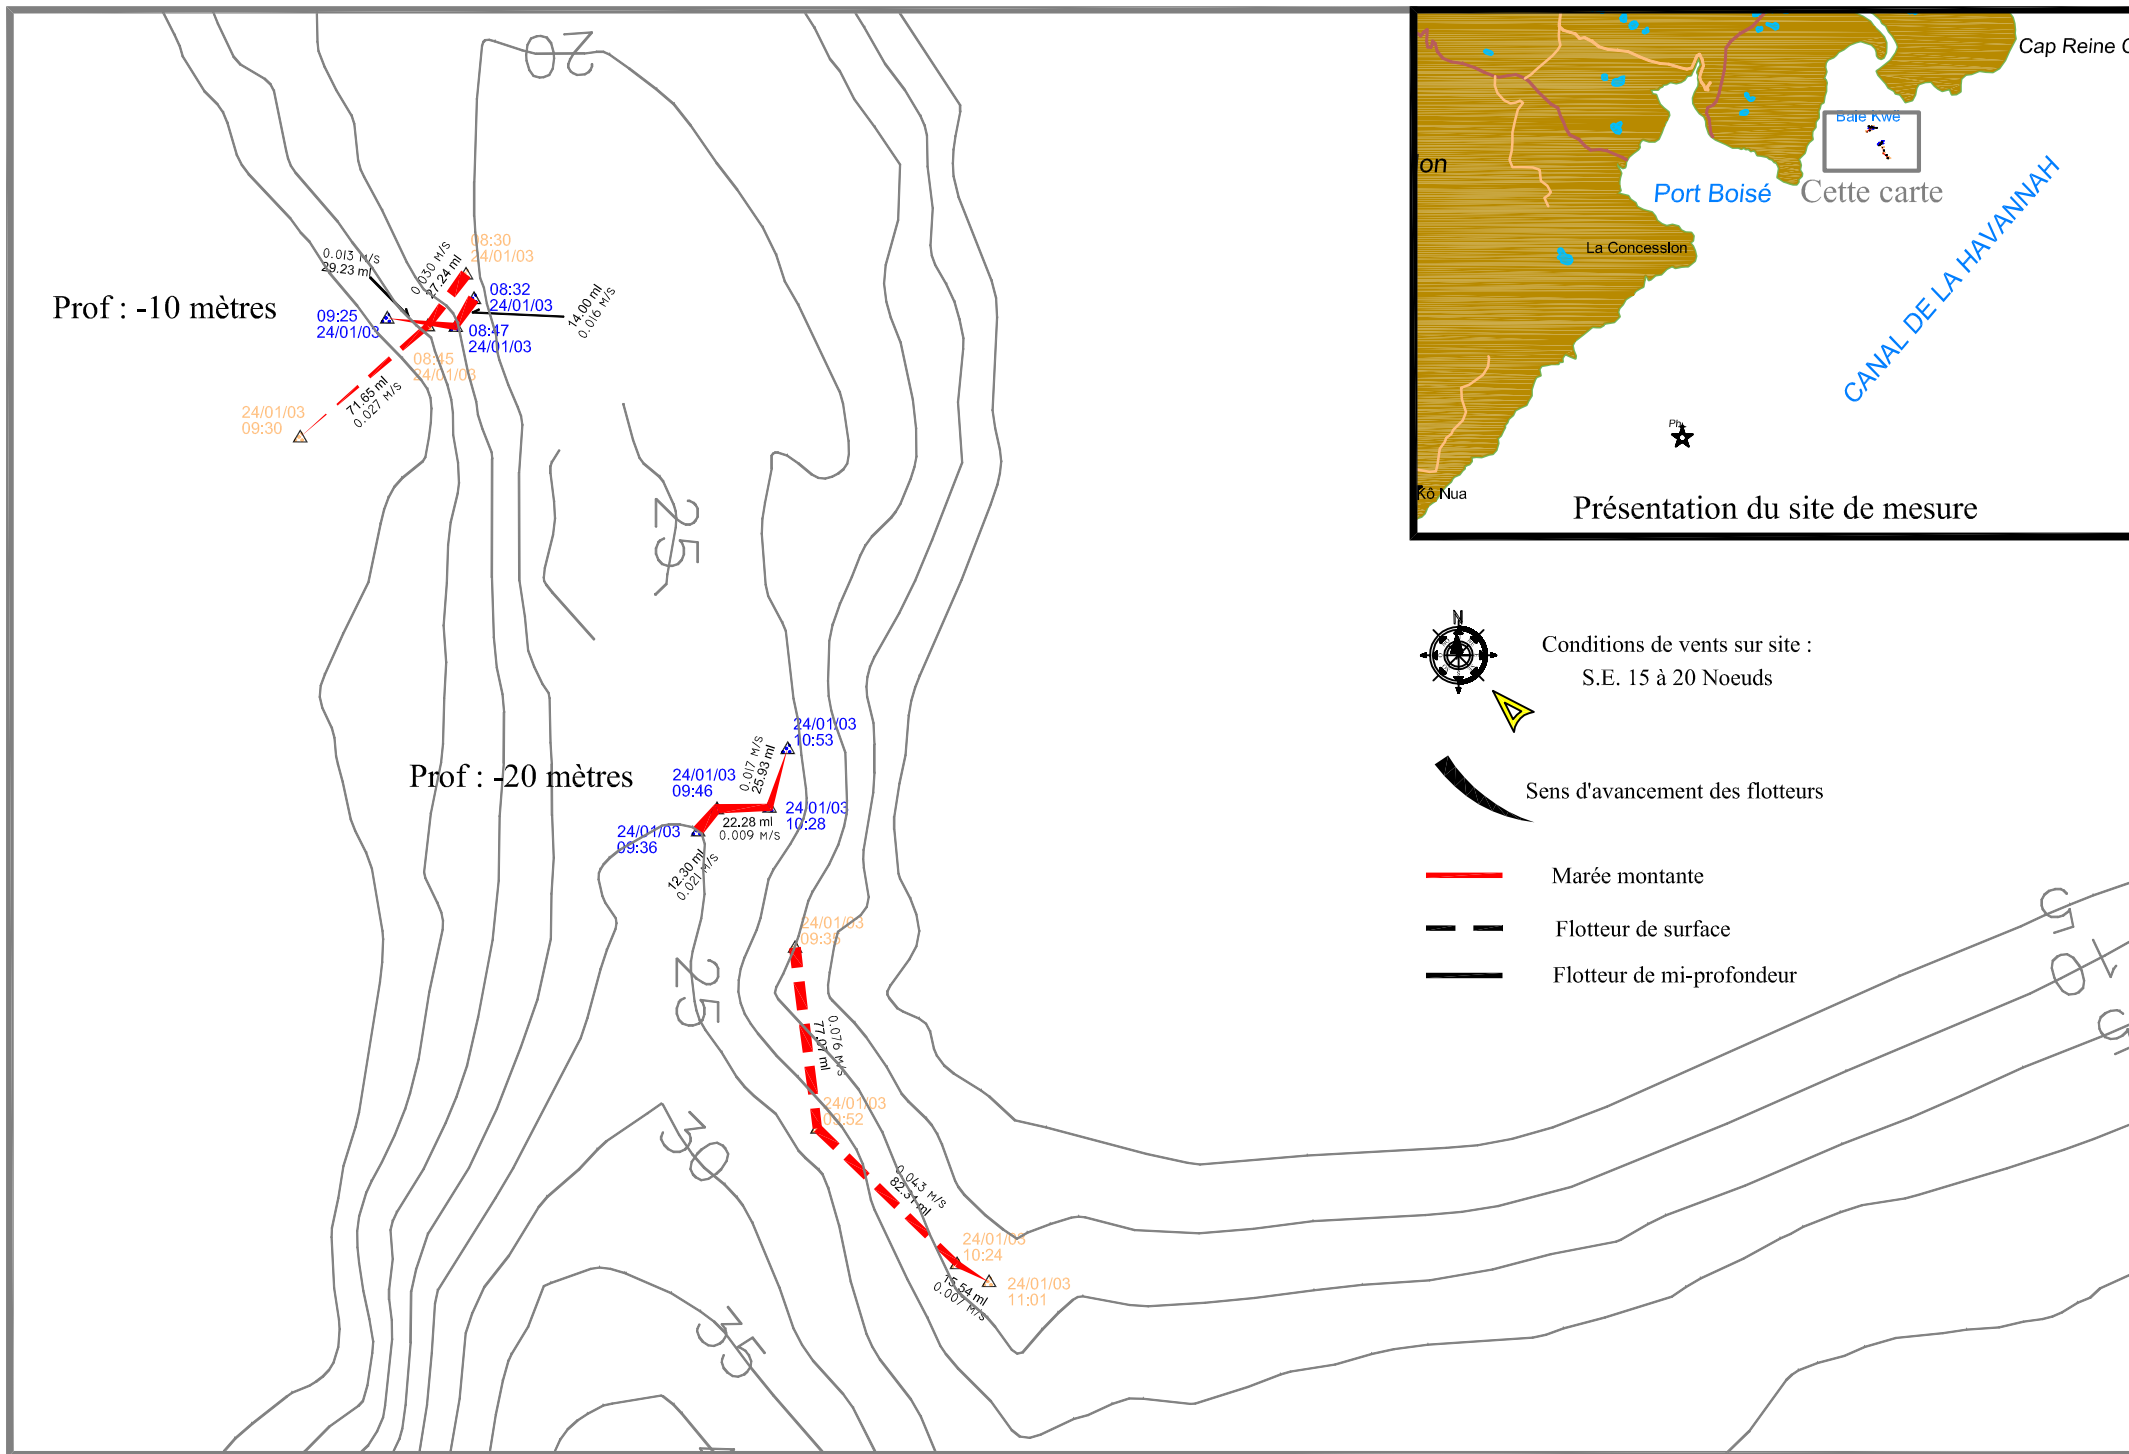 20
0.013 M/S
29.23 ml
0.030 M/S
27.24 ml
08:30
24/01/03
08:32
24/01/03
Prof : -10 mètres
09:25
24/01/03
08:47
24/01/03
14.00 ml
0.016 M/S
08:45
24/01/03
71.65 ml
0.027 M/S
24/01/03
09:30
25
24/01/03
10:53
Prof : -20 mètres
24/01/03
09:46
0.017 M/S
25.93 ml
24/01/03
10:28
22.28 ml
0.009 M/S
24/01/03
09:36
12.30 ml
0.021 M/S
24/01/03
09:35
25
0.076 M/S
77.07 ml
24/01/03
09:52
30
0.043 M/S
82.31 ml
24/01/03
10:24
24/01/03
11:01
15.54 ml
0.007 M/S
35
Cap Reine C
Baie Kwé
ion
Port Boisé
Cette carte
La Concession
CANAL DE LA HAVANNAH
Ph
Kô Nua
Présentation du site de mesure
N
Conditions de vents sur site :
S.E. 15 à 20 Noeuds
Sens d'avancement des flotteurs
Marée montante
Flotteur de surface
Flotteur de mi-profondeur
5
10